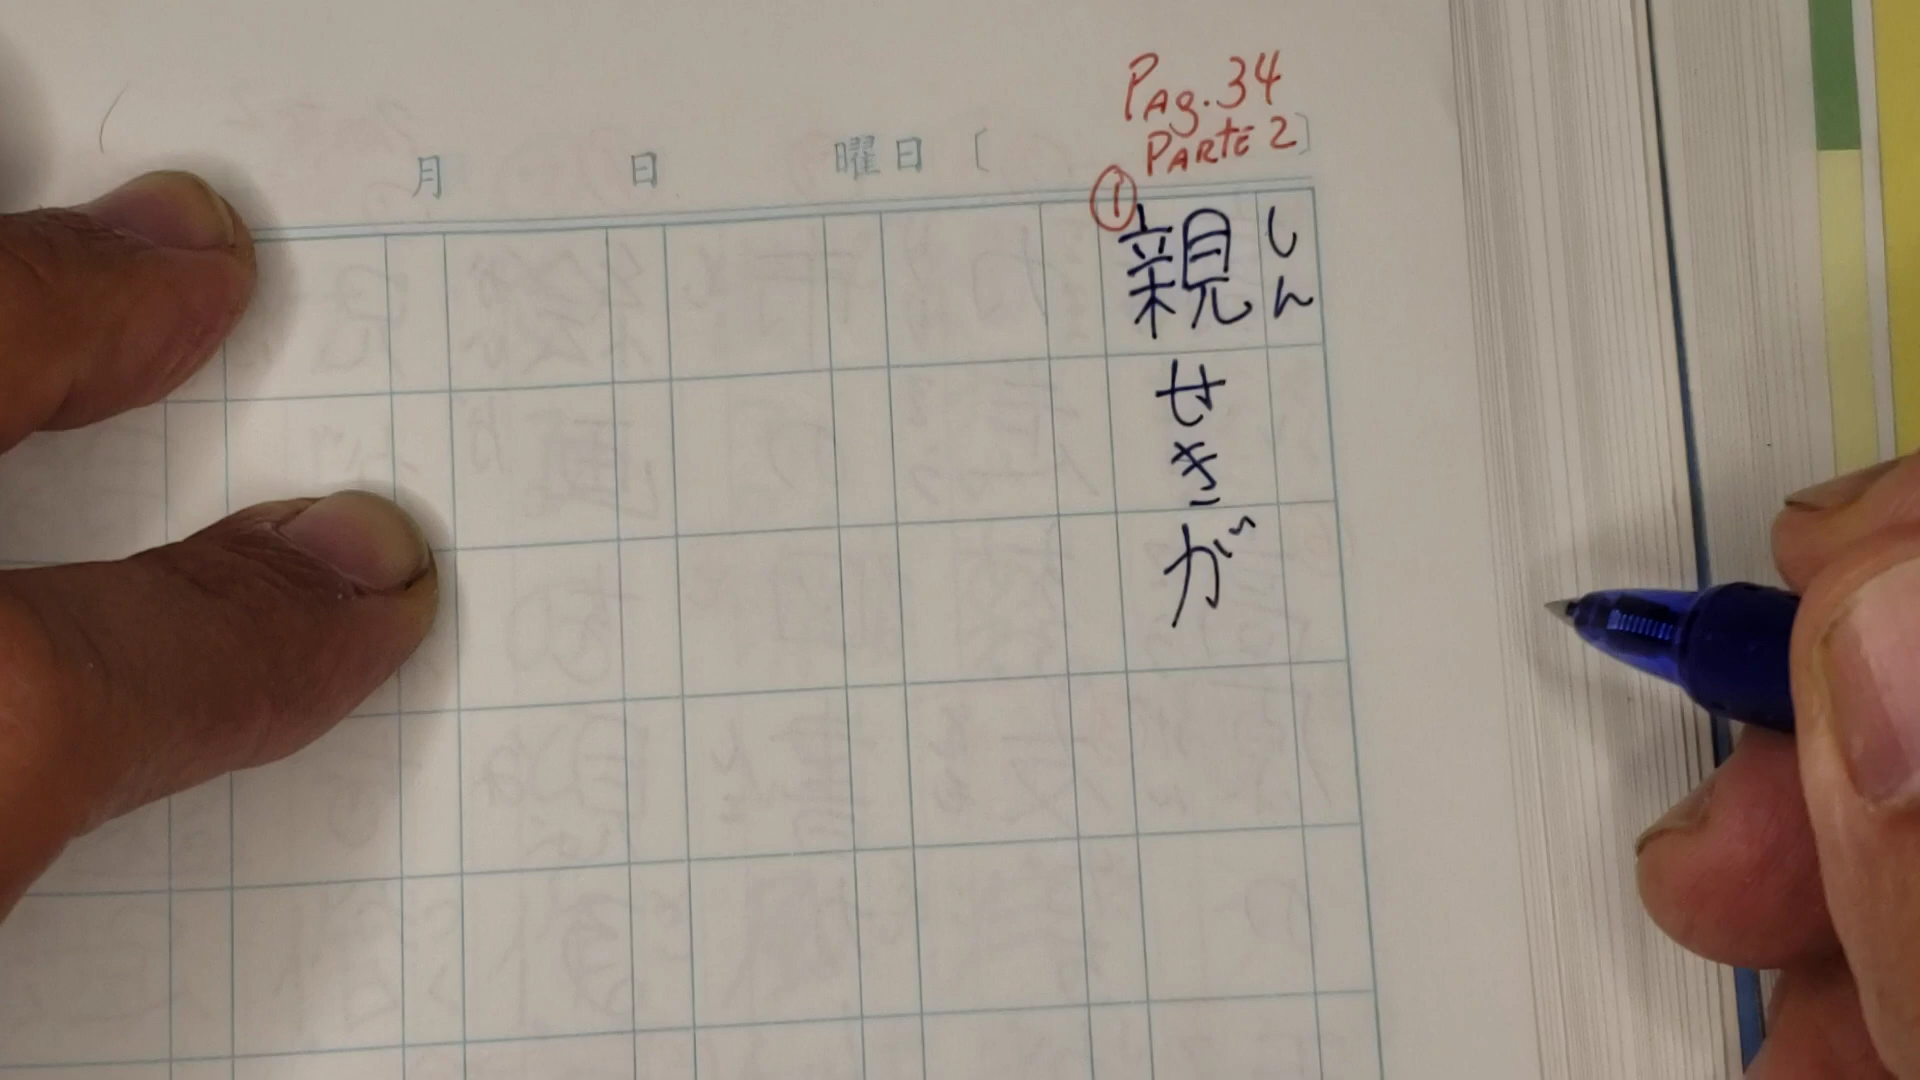 Pag. 34
Parte 2
月 日 曜日 〔 〕
①
親せきが
しん